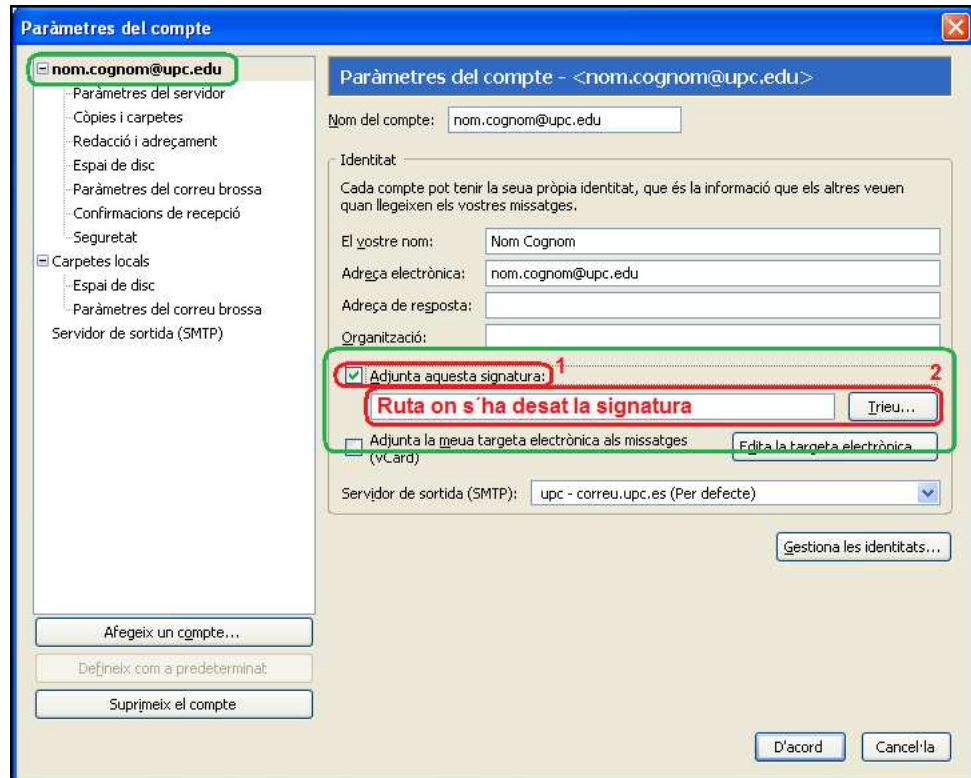 Paràmetres del compte
nom.cognom@upc.edu
Paràmetres del servidor
Còpies i carpetes
Redacció i adreçament
Espai de disc
Paràmetres del correu brossa
Confirmacions de recepció
Seguretat
Carpetes locals
Espai de disc
Paràmetres del correu brossa
Servidor de sortida (SMTP)
Afegeix un compte...
Defineix com a predeterminat
Suprimeix el compte
Paràmetres del compte - <nom.cognom@upc.edu>
Nom del compte: nom.cognom@upc.edu
Identitat
Cada compte pot tenir la seua pròpia identitat, que és la informació que els altres veuen
quan llegeixen els vostres missatges.
El vostre nom: Nom Cognom
Adreça electrònica: nom.cognom@upc.edu
Adreça de resposta:
Organització:
Adjunta aquesta signatura: 1 2
Ruta on s´ha desat la signatura Trieu...
Adjunta la meua targeta electrònica als missatges
(vCard) Edita la targeta electrònica...
Servidor de sortida (SMTP): upc - correu.upc.es (Per defecte)
Gestiona les identitats...
D'acord Cancel·la